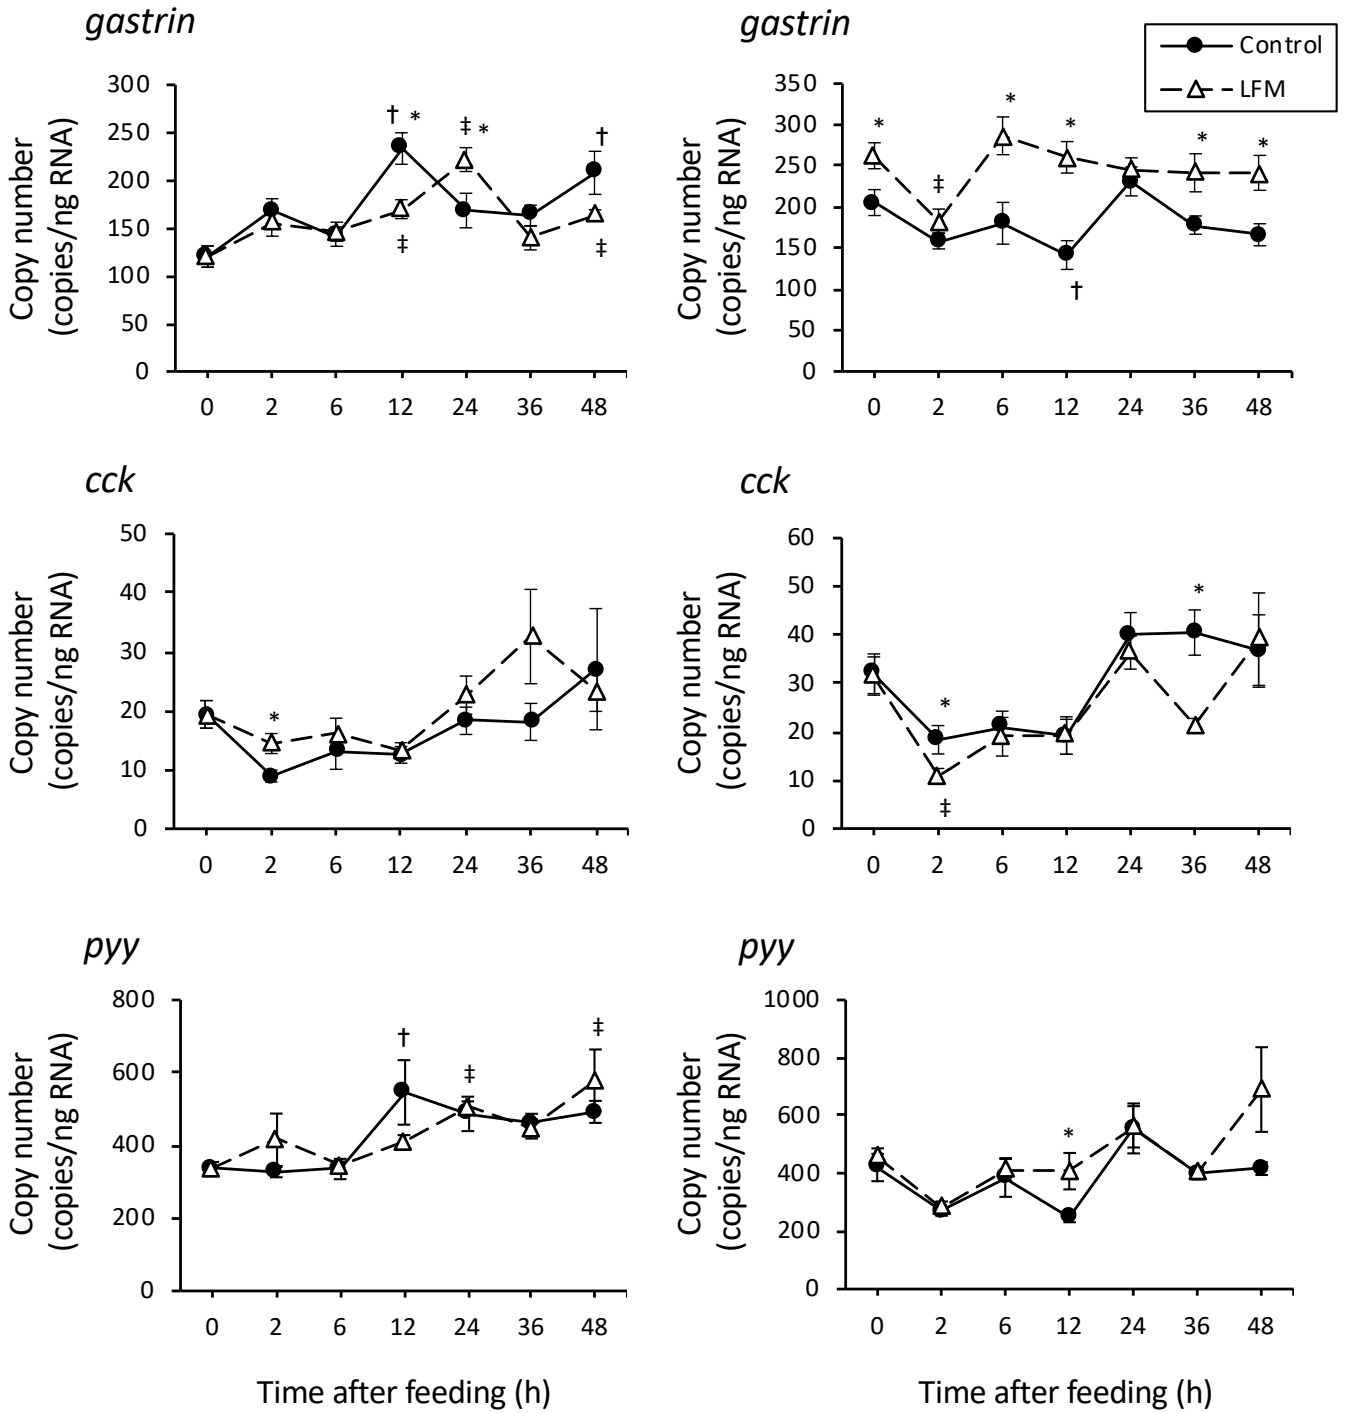 gastrin
300
250
200
150
100
50
0
Copy number
(copies/ng RNA)
† *
‡ *
†
‡
‡
0 2 6 12 24 36 48
gastrin
Control
LFM
350
300
250
200
150
100
50
0
Copy number
(copies/ng RNA)
*
‡
*
*
†
*
*
0 2 6 12 24 36 48
cck
50
40
30
20
10
0
Copy number
(copies/ng RNA)
*
0 2 6 12 24 36 48
cck
60
50
40
30
20
10
0
Copy number
(copies/ng RNA)
*
‡
*
0 2 6 12 24 36 48
pyy
800
600
400
200
0
Copy number
(copies/ng RNA)
†
‡
‡
0 2 6 12 24 36 48
Time after feeding (h)
pyy
1000
800
600
400
200
0
Copy number
(copies/ng RNA)
*
0 2 6 12 24 36 48
Time after feeding (h)